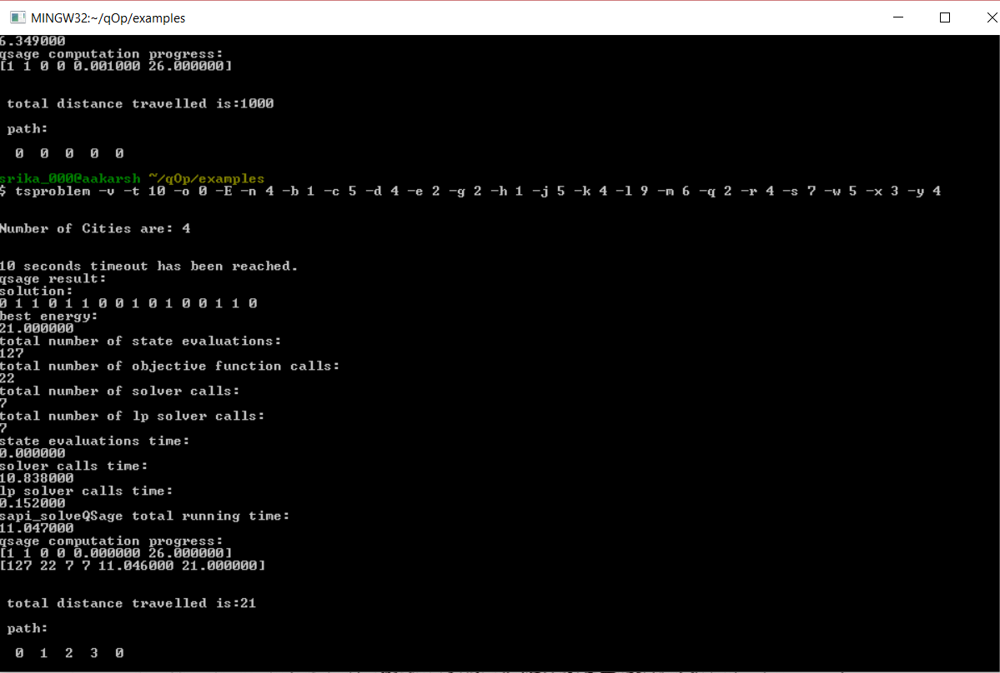 MINGW32:~/qOp/examples
6.349000
qsage computation progress:
[1 1 0 0 0.001000 26.000000]
total distance travelled is:1000
path:
0 0 0 0 0
srika_000@aakarsh ~/qOp/examples
$ tsproblem -v -t 10 -o 0 -E -n 4 -b 1 -c 5 -d 4 -e 2 -g 2 -h 1 -j 5 -k 4 -l 9 -m 6 -q 2 -r 4 -s 7 -w 5 -x 3 -y 4
Number of Cities are: 4
10 seconds timeout has been reached.
qsage result:
solution:
0 1 1 0 1 1 0 0 1 0 1 0 0 1 1 0
best energy:
21.000000
total number of state evaluations:
127
total number of objective function calls:
22
total number of solver calls:
7
total number of lp solver calls:
7
state evaluations time:
0.000000
solver calls time:
10.838000
lp solver calls time:
0.152000
sapi_solveQSage total running time:
11.047000
qsage computation progress:
[1 1 0 0 0.000000 26.000000]
[127 22 7 7 11.046000 21.000000]
total distance travelled is:21
path:
0 1 2 3 0